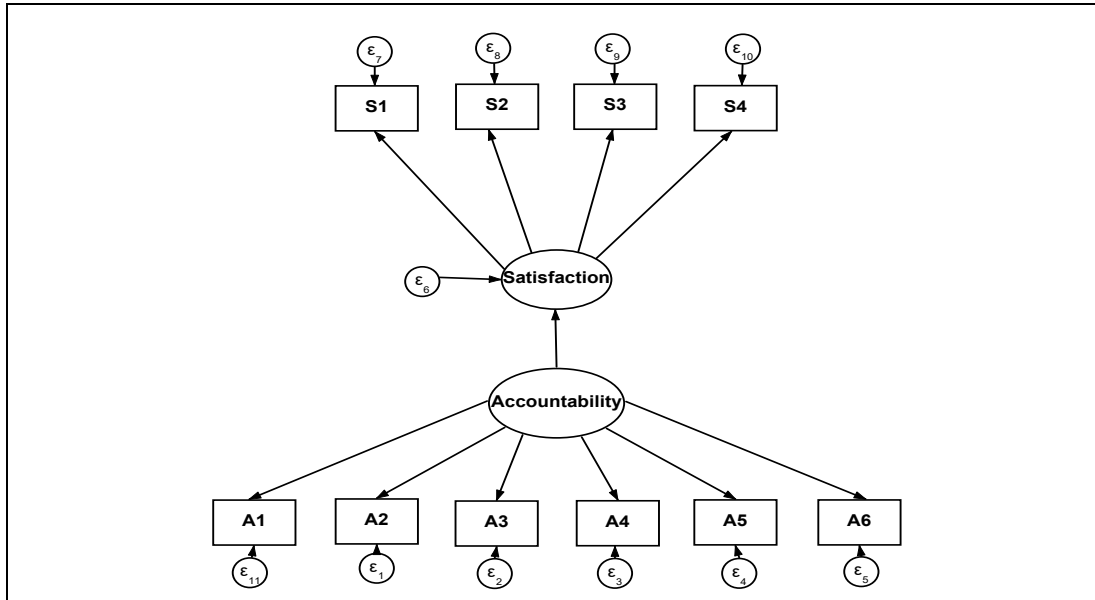 ε7 ε8 ε9 ε10
S1 S2 S3 S4
Satisfaction
ε6
Accountability
A1 A2 A3 A4 A5 A6
ε11 ε1 ε2 ε3 ε4 ε5